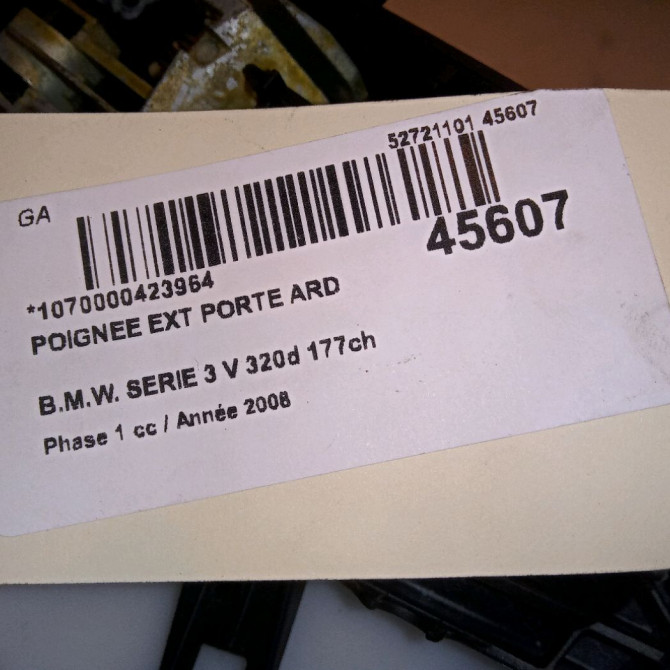 52721101 45607
GA
45607
*1070000423964
POIGNEE EXT PORTE ARD
B.M.W. SERIE 3 V 320d 177ch
Phase 1 cc / Année 2008